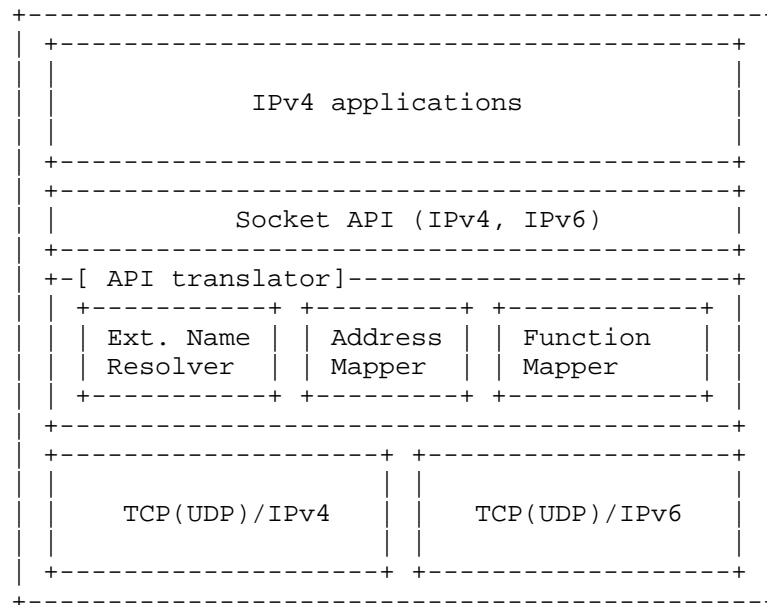 IPv4 applications
Socket API (IPv4, IPv6)
[ API translator]
Ext. Name Address Function
Resolver Mapper Mapper
TCP(UDP)/IPv4 TCP(UDP)/IPv6